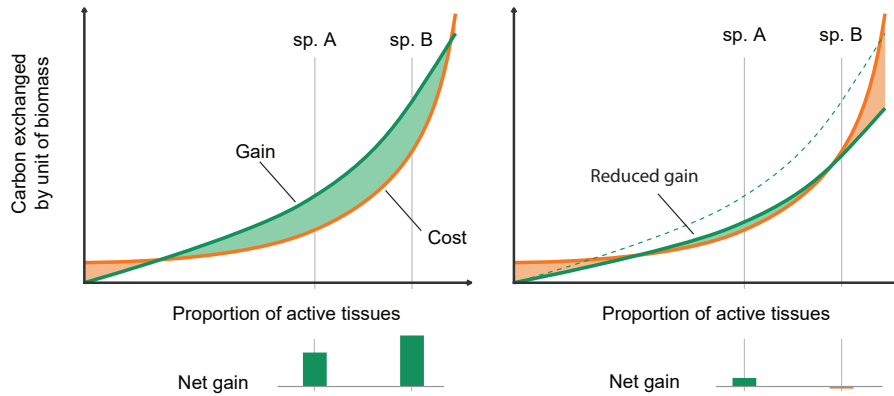 Carbon exchanged
by unit of biomass
sp. A
sp. B
Gain
Cost
Proportion of active tissues
Net gain
sp. A
sp. B
Reduced gain
Proportion of active tissues
Net gain